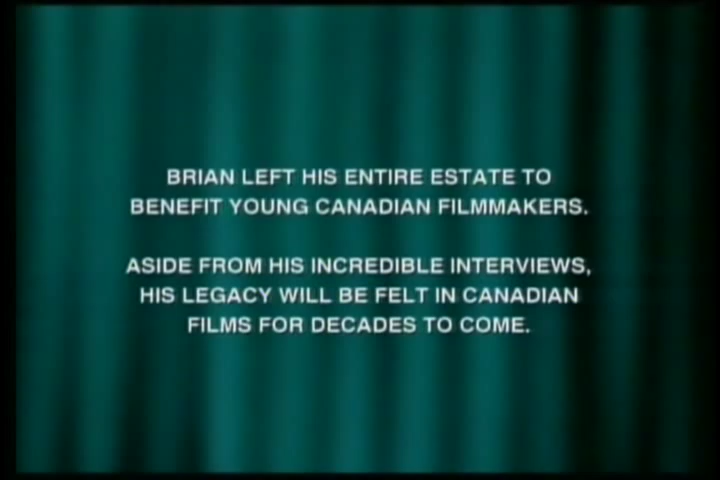 BRIAN LEFT HIS ENTIRE ESTATE TO
BENEFIT YOUNG CANADIAN FILMMAKERS.
ASIDE FROM HIS INCREDIBLE INTERVIEWS,
HIS LEGACY WILL BE FELT IN CANADIAN
FILMS FOR DECADES TO COME.